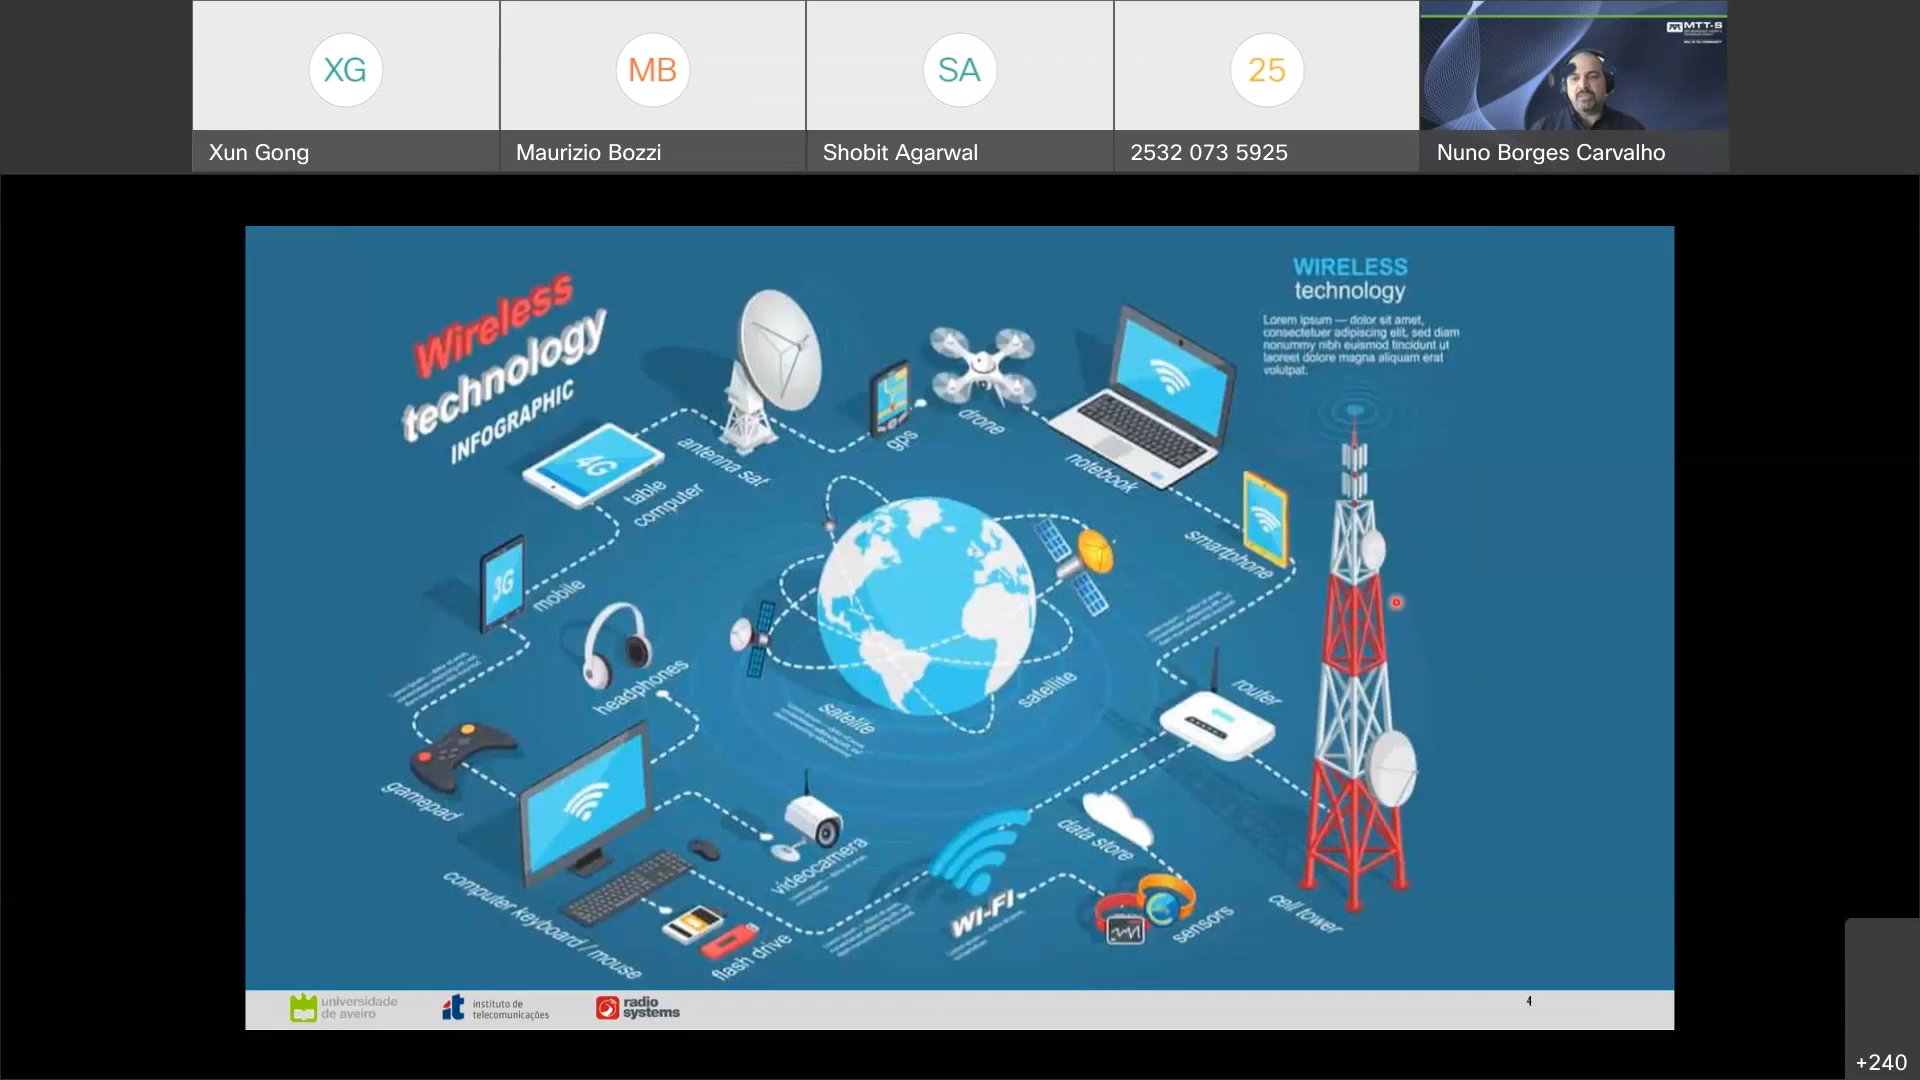 XG
MB
SA
25
MTT-S
Xun Gong
Maurizio Bozzi
Shobit Agarwal
2532 073 5925
Nuno Borges Carvalho
Wireless
technology
INFOGRAPHIC
WIRELESS
technology
Lorem ipsum — dolor sit amet,
consectetuer adipiscing elit, sed diam
nonummy nibh euismod tincidunt ut
laoreet dolore magna aliquam erat
volutpat.
antenna sat
gps
drone
notebook
4G
table
computer
smartphone
3G
mobile
headphones
satelite
satellite
router
gamepad
videocamera
data store
computer keyboard / mouse
flash drive
WI-FI
sensors
cell tower
universidade
de aveiro
instituto de
telecomunicações
radio
systems
4
+240